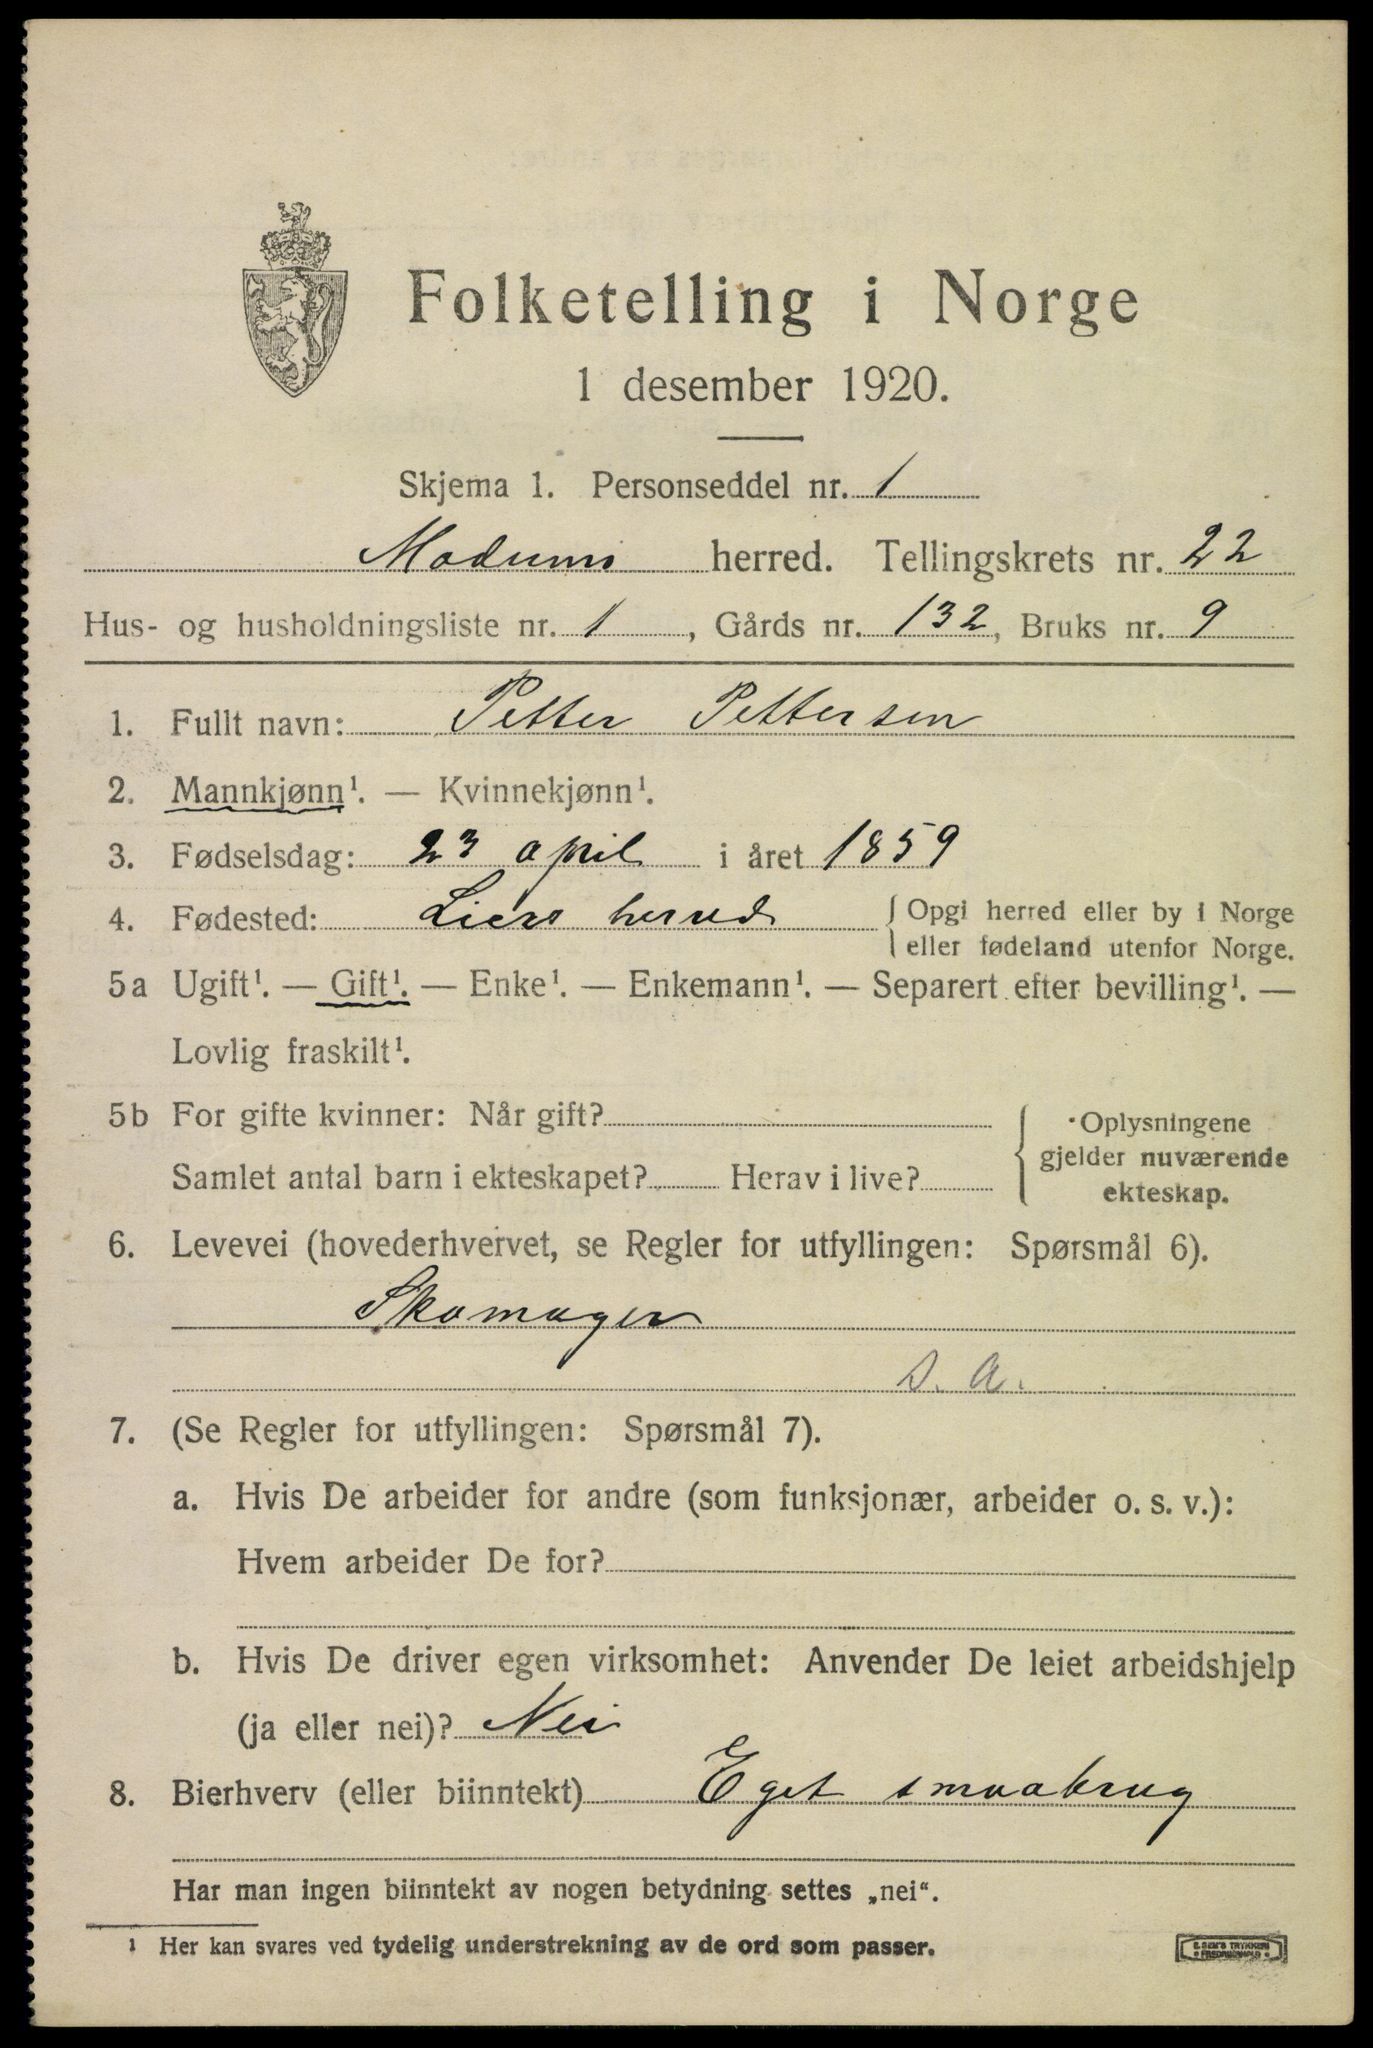 Folketelling i Norge
1 desember 1920.
Skjema 1. Personseddel nr. 1
Modums herred. Tellingskrets nr. 22
Hus- og husholdningsliste nr. 1, Gårds nr. 132, Bruks nr. 9
1. Fullt navn: Petter Pettersen
2. Mannkjønn¹. — Kvinnekjønn¹.
3. Fødselsdag: 23 april i året 1859
4. Fødested: Liers herred { Opgi herred eller by i Norge
eller fødeland utenfor Norge.
5a Ugift¹. — Gift¹. — Enke¹. — Enkemann¹. — Separert efter bevilling¹. —
Lovlig fraskilt¹.
5b For gifte kvinner: Når gift?
Samlet antal barn i ekteskapet? Herav i live?
Oplysningene
gjelder nuværende
ekteskap.
6. Levevei (hovederhvervet, se Regler for utfyllingen: Spørsmål 6).
Skomager
S. A.
7. (Se Regler for utfyllingen: Spørsmål 7).
a. Hvis De arbeider for andre (som funksjonær, arbeider o. s. v.):
Hvem arbeider De for?
b. Hvis De driver egen virksomhet: Anvender De leiet arbeidshjelp
(ja eller nei)? Nei
8. Bierhverv (eller biinntekt) Eget smaabrug
Har man ingen biinntekt av nogen betydning settes „nei“.
¹ Her kan svares ved tydelig understrekning av de ord som passer.